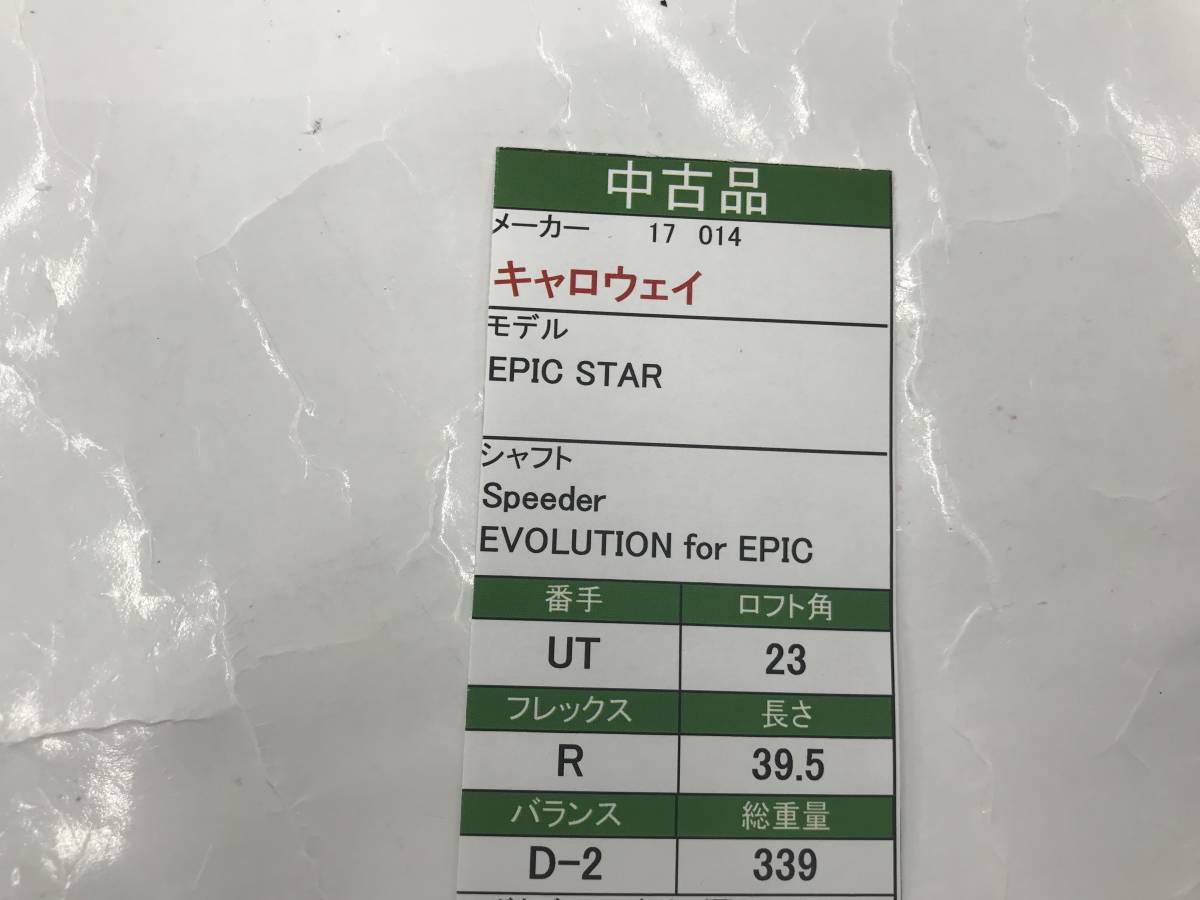 中古品
メーカー 17 014
キャロウェイ
モデル
EPIC STAR
シャフト
Speeder
EVOLUTION for EPIC
番手 ロフト角
UT 23
フレックス 長さ
R 39.5
バランス 総重量
D-2 339